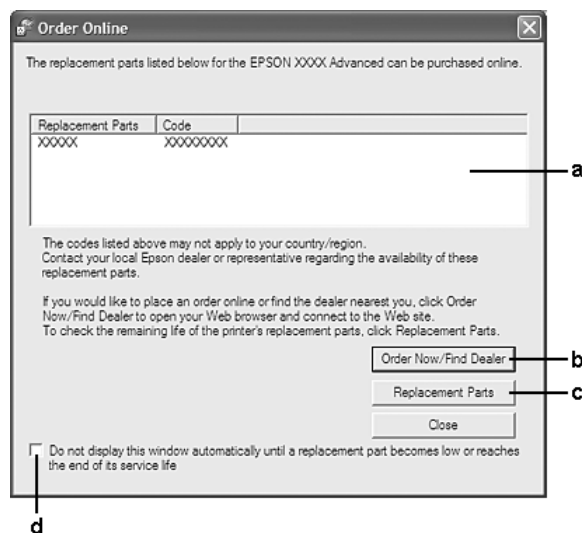 Order Online
The replacement parts listed below for the EPSON XXXX Advanced can be purchased online.
Replacement Parts Code
XXXXX XXXXXXXX
a
The codes listed above may not apply to your country/region.
Contact your local Epson dealer or representative regarding the availability of these
replacement parts.
If you would like to place an order online or find the dealer nearest you, click Order
Now/Find Dealer to open your Web browser and connect to the Web site.
To check the remaining life of the printer's replacement parts, click Replacement Parts.
Order Now/Find Dealer
b
Replacement Parts
c
Close
Do not display this window automatically until a replacement part becomes low or reaches
the end of its service life
d